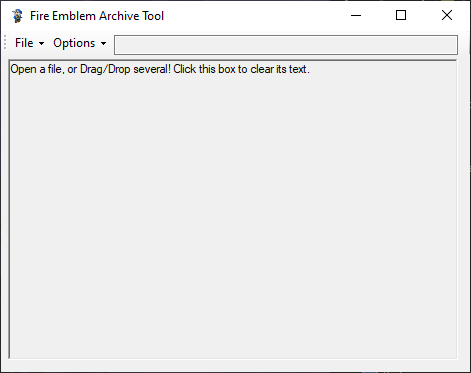 Fire Emblem Archive Tool
File Options
Open a file, or Drag/Drop several! Click this box to clear its text.